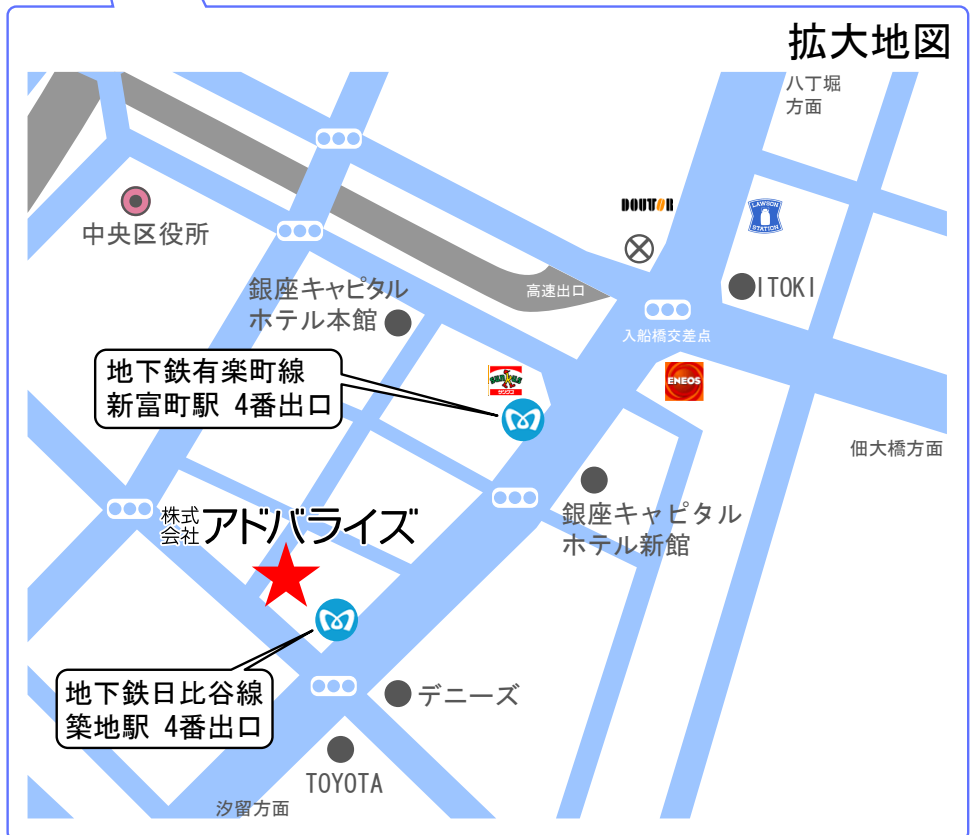 拡大地図
八丁堀
方面
DOUTOR
LAWSON
STATION
中央区役所
ITOKI
高速出口
銀座キャピタル
ホテル本館
入船橋交差点
地下鉄有楽町線
新富町駅 4番出口
サンクス
ENEOS
佃大橋方面
銀座キャピタル
ホテル新館
株式
会社
アドバライズ
地下鉄日比谷線
築地駅 4番出口
デニーズ
TOYOTA
汐留方面